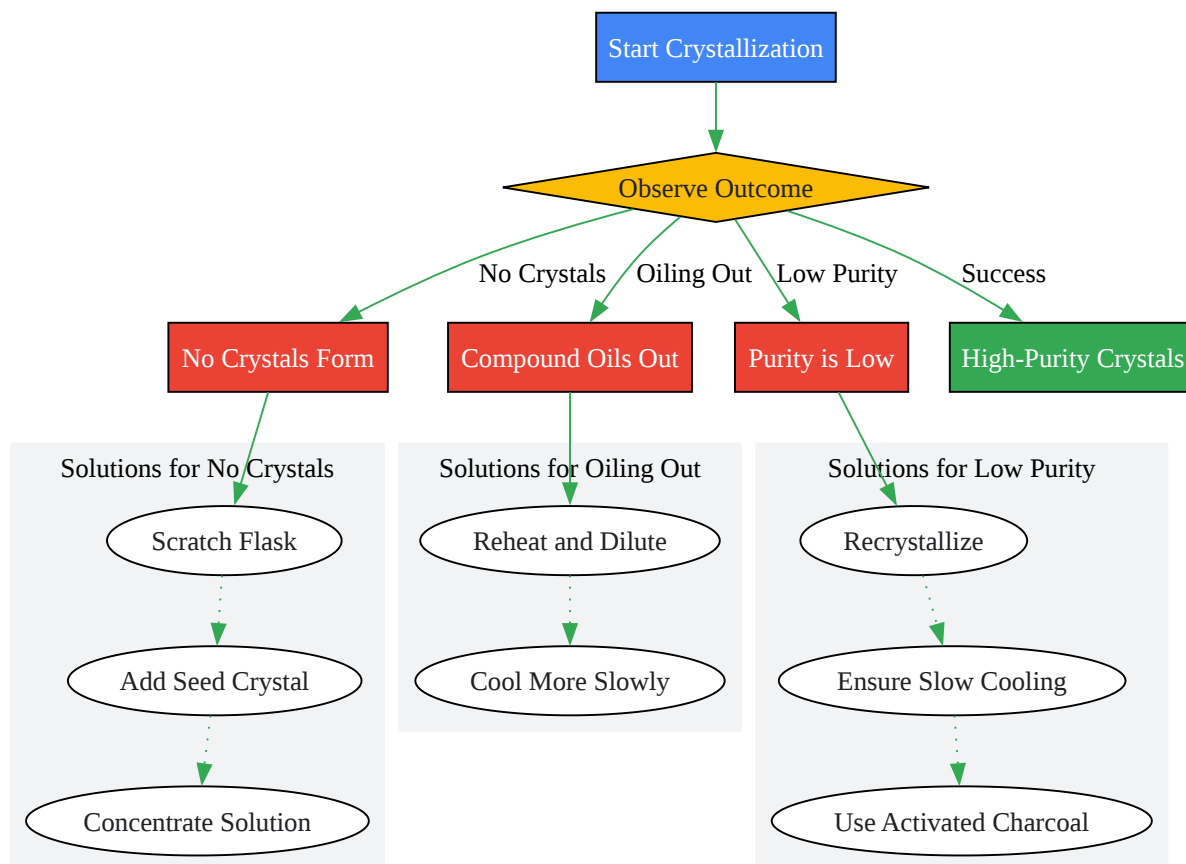 Start Crystallization
Observe Outcome
No Crystals
Oiling Out
Low Purity
Success
No Crystals Form
Compound Oils Out
Purity is Low
High-Purity Crystals
Solutions for No Crystals
Solutions for Oiling Out
Solutions for Low Purity
Scratch Flask
Reheat and Dilute
Recrystallize
Add Seed Crystal
Cool More Slowly
Ensure Slow Cooling
Concentrate Solution
Use Activated Charcoal